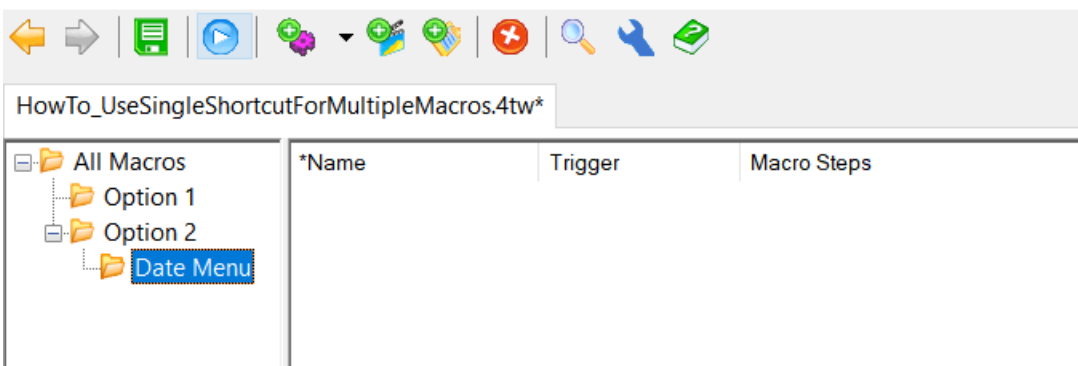 HowTo_UseSingleShortcutForMultipleMacros.4tw*
All Macros
Option 1
Option 2
Date Menu
*Name Trigger Macro Steps